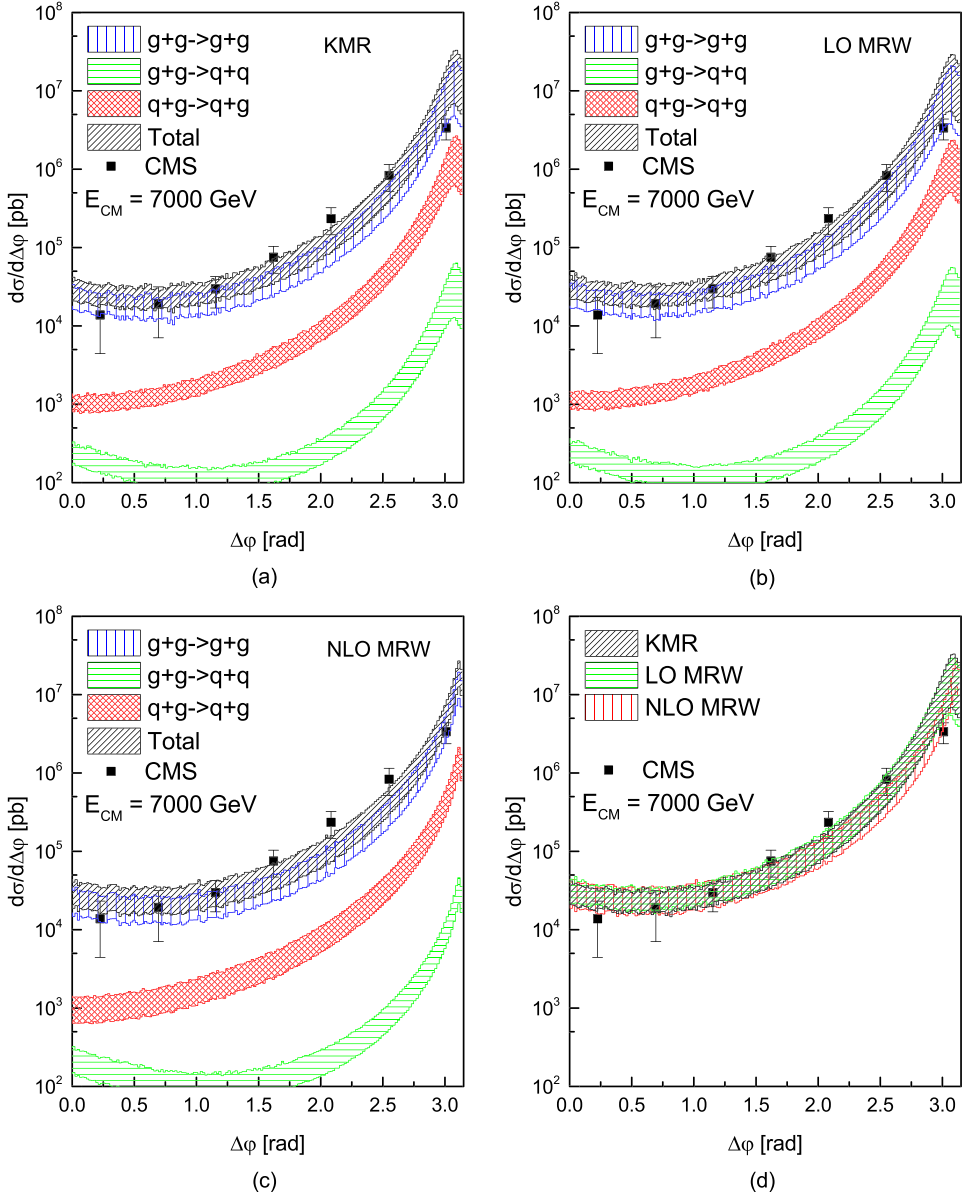 10^8
10^7
10^6
10^5
10^4
10^3
10^2
dσ/dΔφ [pb]
g+g->g+g
KMR
g+g->q+q
q+g->q+g
Total
CMS
E_CM = 7000 GeV
0.0 0.5 1.0 1.5 2.0 2.5 3.0
Δφ [rad]
(a)
10^8
10^7
10^6
10^5
10^4
10^3
10^2
dσ/dΔφ [pb]
g+g->g+g
LO MRW
g+g->q+q
q+g->q+g
Total
CMS
E_CM = 7000 GeV
0.0 0.5 1.0 1.5 2.0 2.5 3.0
Δφ [rad]
(b)
10^8
10^7
10^6
10^5
10^4
10^3
10^2
dσ/dΔφ [pb]
g+g->g+g
NLO MRW
g+g->q+q
q+g->q+g
Total
CMS
E_CM = 7000 GeV
0.0 0.5 1.0 1.5 2.0 2.5 3.0
Δφ [rad]
(c)
10^8
10^7
10^6
10^5
10^4
10^3
10^2
dσ/dΔφ [pb]
KMR
LO MRW
NLO MRW
CMS
E_CM = 7000 GeV
0.0 0.5 1.0 1.5 2.0 2.5 3.0
Δφ [rad]
(d)